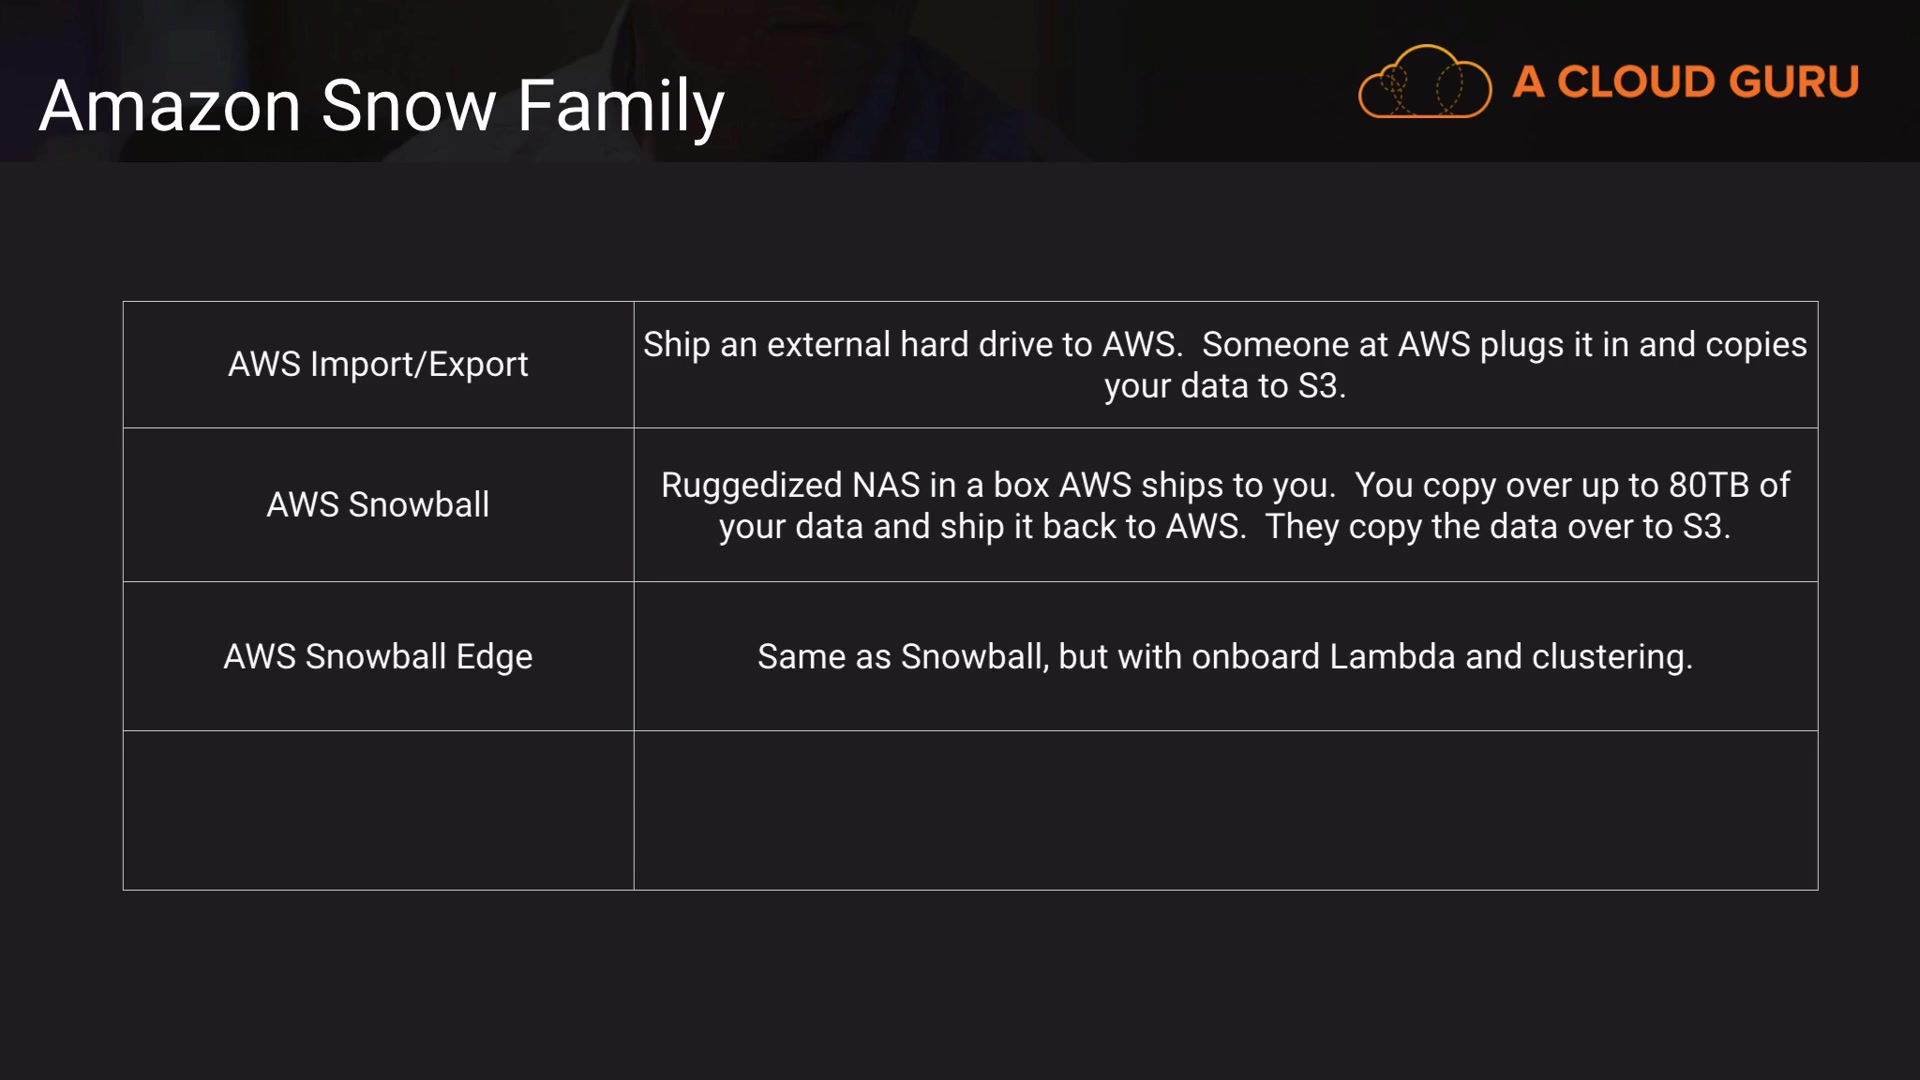 Amazon Snow Family
A CLOUD GURU
AWS Import/Export
Ship an external hard drive to AWS.  Someone at AWS plugs it in and copies
your data to S3.
AWS Snowball
Ruggedized NAS in a box AWS ships to you.  You copy over up to 80TB of
your data and ship it back to AWS.  They copy the data over to S3.
AWS Snowball Edge
Same as Snowball, but with onboard Lambda and clustering.